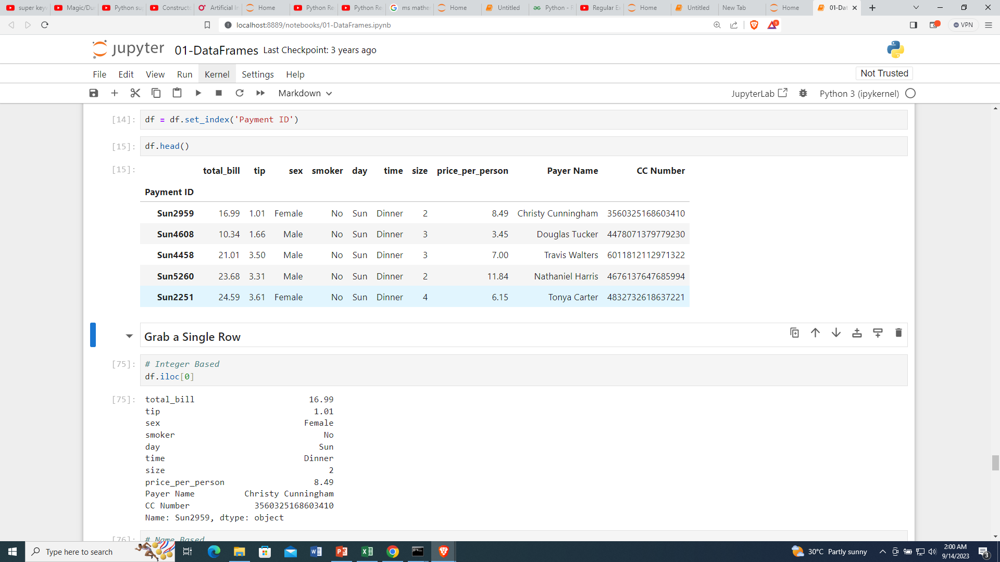 super key
Magic/Du
Python su
Constructo
Artificial In
Home
Python Re
Python Re
ms mathe
Home
Untitled
Python - R
Regular Ex
Home
Untitled
New Tab
Home
01-Dat
localhost:8889/notebooks/01-DataFrames.ipynb
1
VPN
jupyter
01-DataFrames
Last Checkpoint: 3 years ago
File Edit View Run Kernel Settings Help
Not Trusted
Markdown
JupyterLab
Python 3 (ipykernel)
[14]: df = df.set_index('Payment ID')
[15]: df.head()
[15]: total_bill tip sex smoker day time size price_per_person Payer Name CC Number
Payment ID
Sun2959 16.99 1.01 Female No Sun Dinner 2 8.49 Christy Cunningham 3560325168603410
Sun4608 10.34 1.66 Male No Sun Dinner 3 3.45 Douglas Tucker 4478071379779230
Sun4458 21.01 3.50 Male No Sun Dinner 3 7.00 Travis Walters 6011812112971322
Sun5260 23.68 3.31 Male No Sun Dinner 2 11.84 Nathaniel Harris 4676137647685994
Sun2251 24.59 3.61 Female No Sun Dinner 4 6.15 Tonya Carter 4832732618637221
Grab a Single Row
[75]: # Integer Based
df.iloc[0]
[75]: total_bill 16.99
tip 1.01
sex Female
smoker No
day Sun
time Dinner
size 2
price_per_person 8.49
Payer Name Christy Cunningham
CC Number 3560325168603410
Name: Sun2959, dtype: object
[76]: # Name Based
Type here to search
30°C Partly sunny
2:00 AM
9/14/2023
3